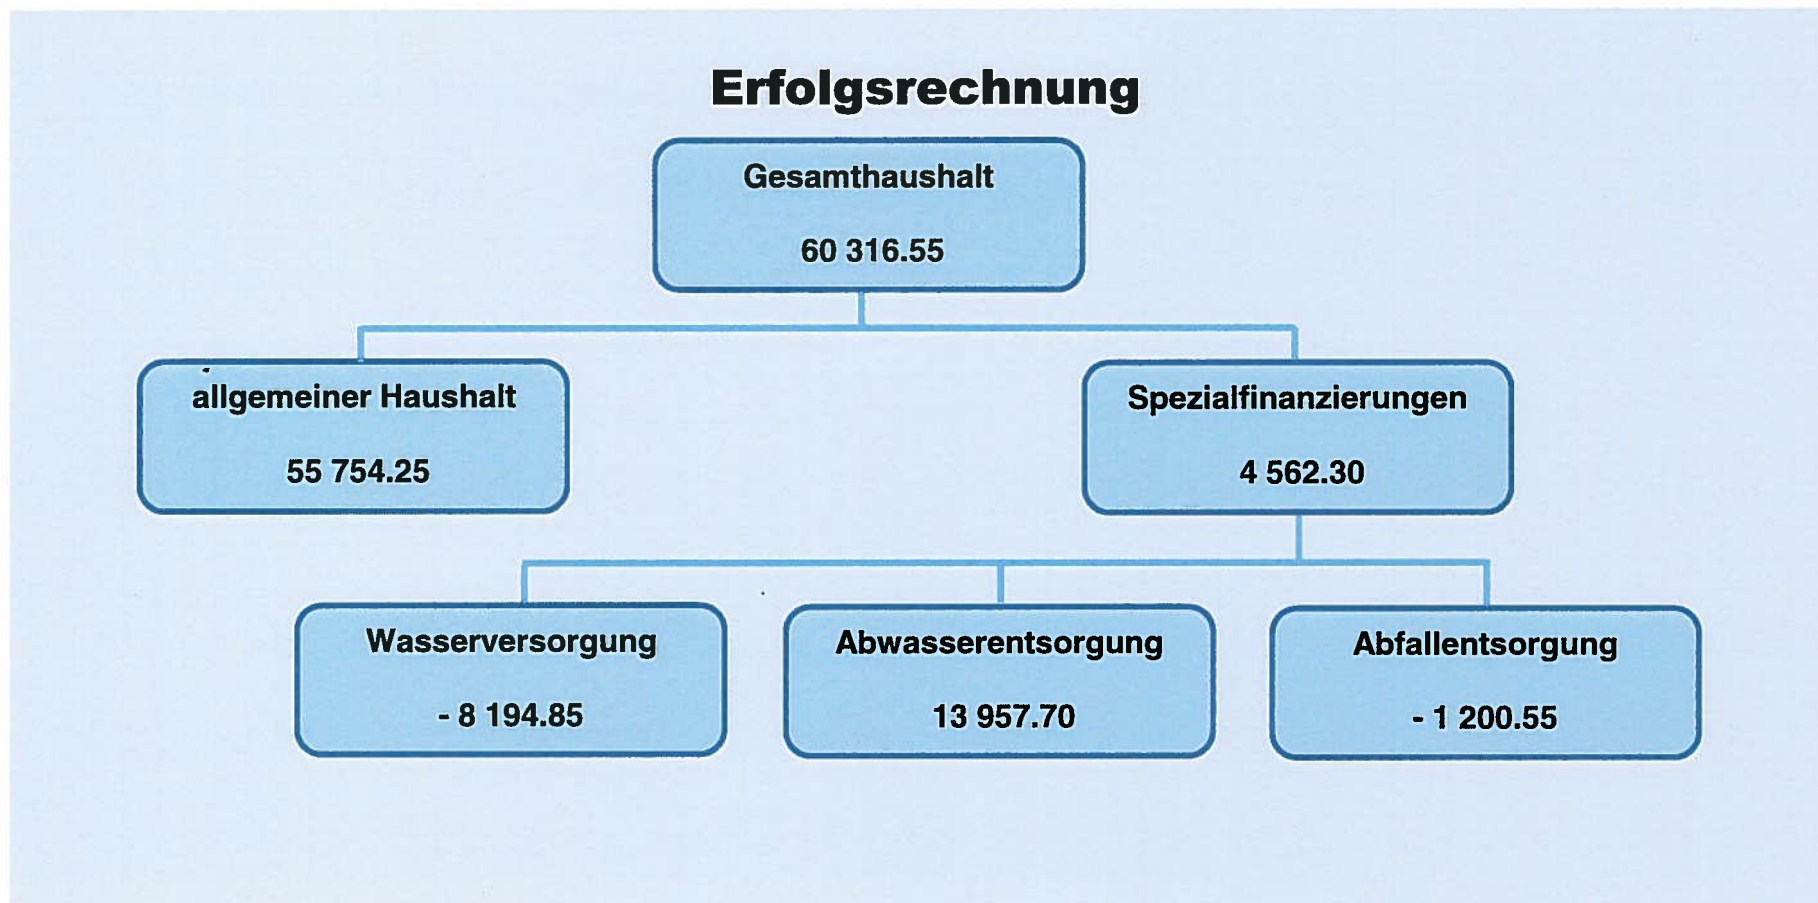 Erfolgsrechnung
Gesamthaushalt
60 316.55
allgemeiner Haushalt
55 754.25
Spezialfinanzierungen
4 562.30
Wasserversorgung
- 8 194.85
Abwasserentsorgung
13 957.70
Abfallentsorgung
- 1 200.55